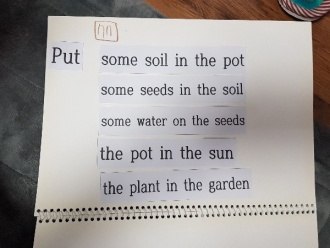 Put some soil in the pot
some seeds in the soil
some water on the seeds
the pot in the sun
the plant in the garden